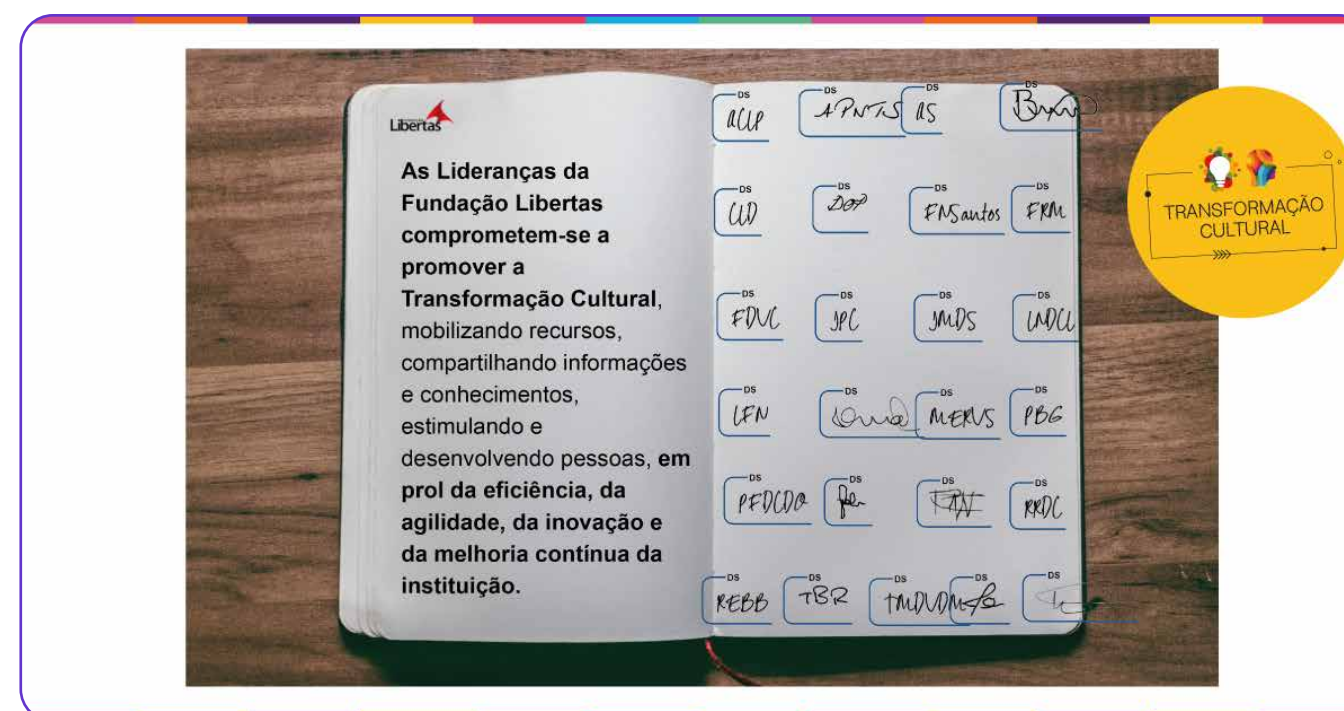 Libertas
As Lideranças da
Fundação Libertas
comprometem-se a
promover a
Transformação Cultural,
mobilizando recursos,
compartilhando informações
e conhecimentos,
estimulando e
desenvolvendo pessoas, em
prol da eficiência, da
agilidade, da inovação e
da melhoria contínua da
instituição.
DS DS DS DS
ACLP APNTS AS
DS DS DS DS
CLD DOP FNSantos FRM
DS DS DS DS
FDVC JPC JMDS LNDCL
DS DS DS DS
LFN MERVS PBG
DS DS DS DS
PFDCDO RRDC
DS DS DS DS DS
REBB TBR TMDVDM
TRANSFORMAÇÃO
CULTURAL